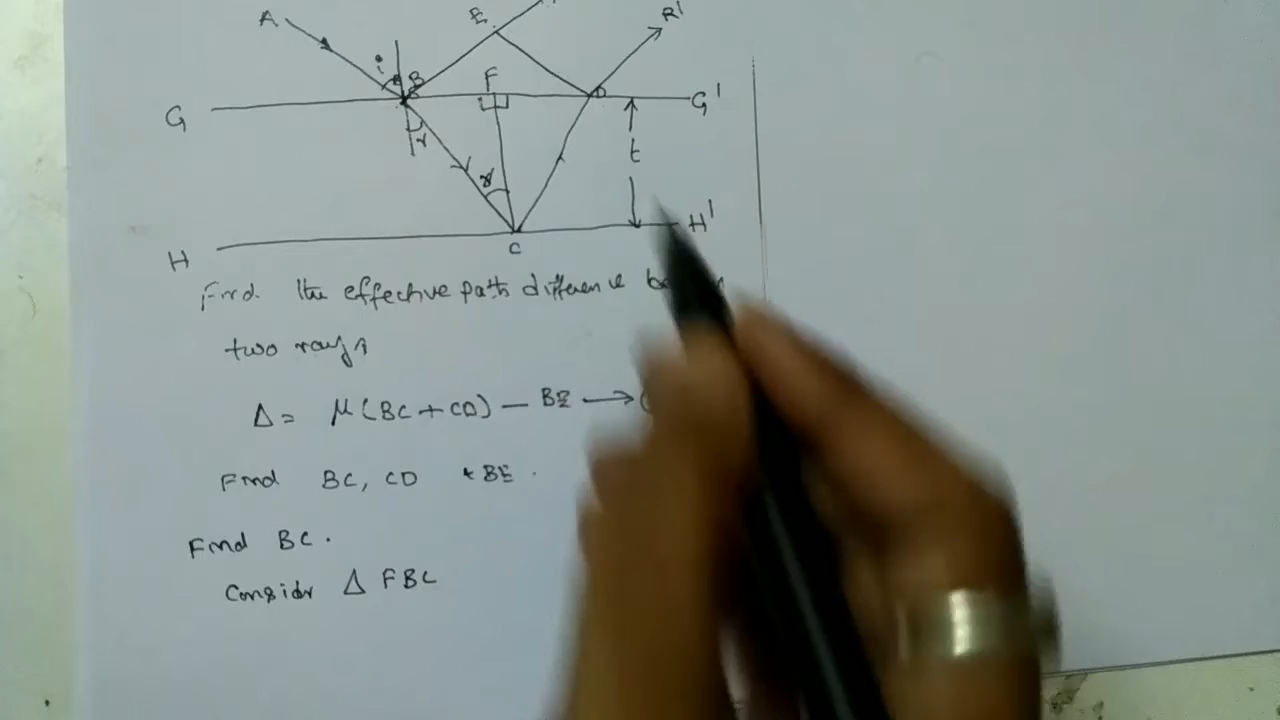 A
E
R'
i
B
F
D
G
G'
r
t
r
H
H'
C
Find the effective path difference
two rays
Δ = μ(BC + CD) - BE →
Find BC, CD & BE.
Find BC.
Consider Δ FBC